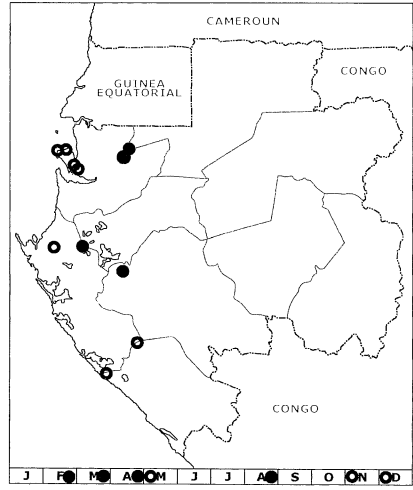 CAMEROUN
CONGO
GUINEA
EQUATORIAL
CONGO
J F M A M J J A S O N D